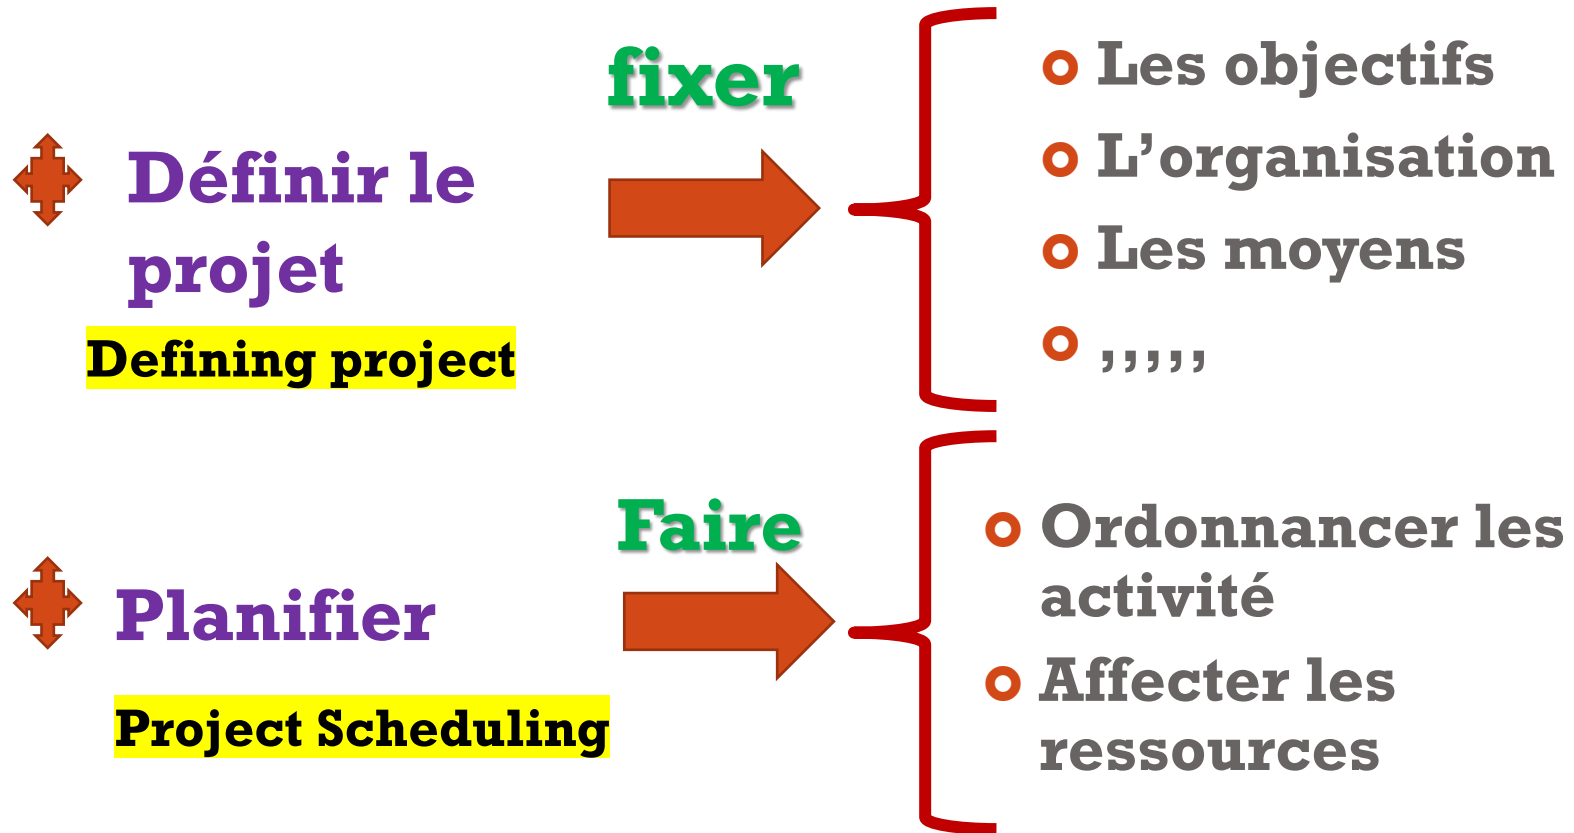 fixer
Définir le
projet
Defining project
Les objectifs
L’organisation
Les moyens
,,,,,
Faire
Planifier
Project Scheduling
Ordonnancer les
activité
Affecter les
ressources